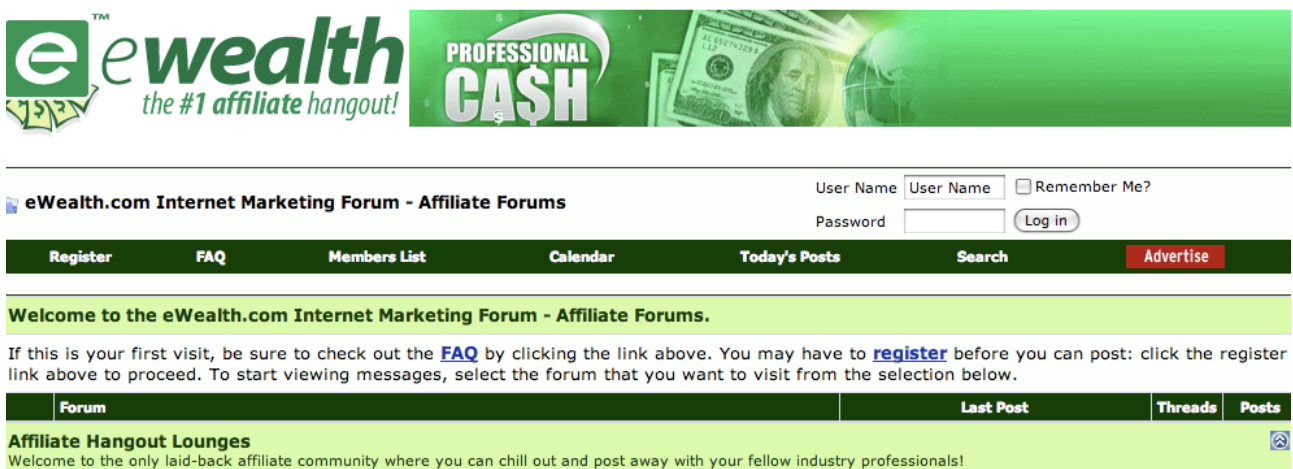 e ewealth™
the #1 affiliate hangout!
PROFESSIONAL
CA$H
eWealth.com Internet Marketing Forum - Affiliate Forums
User Name User Name Remember Me?
Password Log in
Register FAQ Members List Calendar Today's Posts Search Advertise
Welcome to the eWealth.com Internet Marketing Forum - Affiliate Forums.
If this is your first visit, be sure to check out the FAQ by clicking the link above. You may have to register before you can post: click the register
link above to proceed. To start viewing messages, select the forum that you want to visit from the selection below.
Forum Last Post Threads Posts
Affiliate Hangout Lounges
Welcome to the only laid-back affiliate community where you can chill out and post away with your fellow industry professionals!